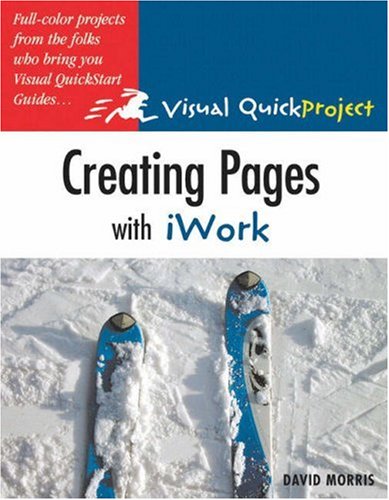 Full-color projects
from the folks
who bring you
Visual QuickStart
Guides...
Visual QuickProject
Creating Pages
with iWork
DAVID MORRIS